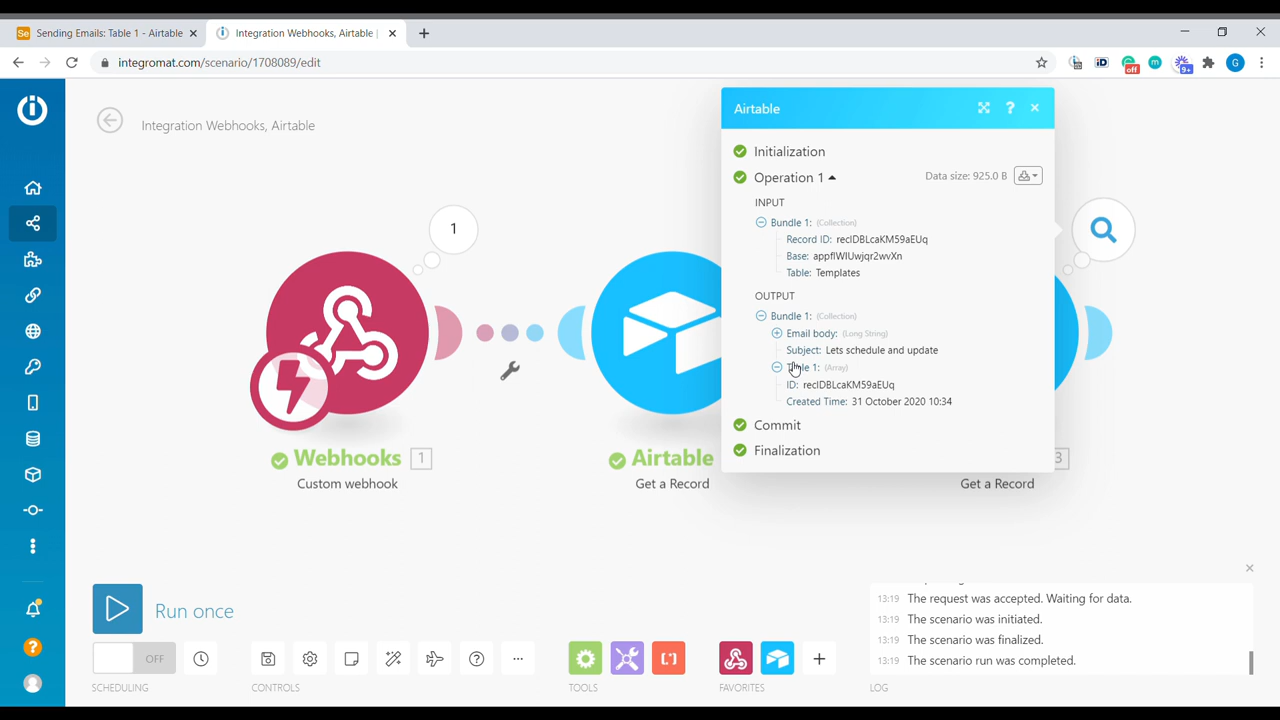 Sending Emails: Table 1 - Airtable
Integration Webhooks, Airtable |
integromat.com/scenario/1708089/edit
off
9+
G
Integration Webhooks, Airtable
1
Webhooks 1
Custom webhook
Airtable
Get a Record
3
Get a Record
Airtable
?
Initialization
Operation 1
Data size: 925.0 B
INPUT
Bundle 1: (Collection)
Record ID: recIDBLcaKM59aEUq
Base: appflWIUwjqr2wvXn
Table: Templates
OUTPUT
Bundle 1: (Collection)
Email body: (Long String)
Subject: Lets schedule and update
1: (Array)
ID: recIDBLcaKM59aEUq
Created Time: 31 October 2020 10:34
Commit
Finalization
Run once
OFF
SCHEDULING
CONTROLS
TOOLS
FAVORITES
13:19 The request was accepted. Waiting for data.
13:19 The scenario was initiated.
13:19 The scenario was finalized.
13:19 The scenario run was completed.
LOG